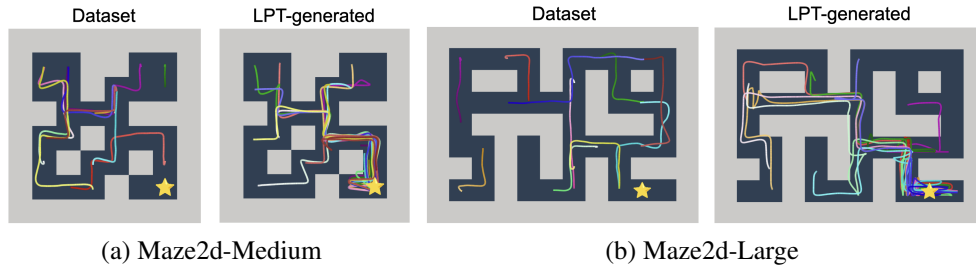 Dataset
LPT-generated
Dataset
LPT-generated
(a) Maze2d-Medium
(b) Maze2d-Large